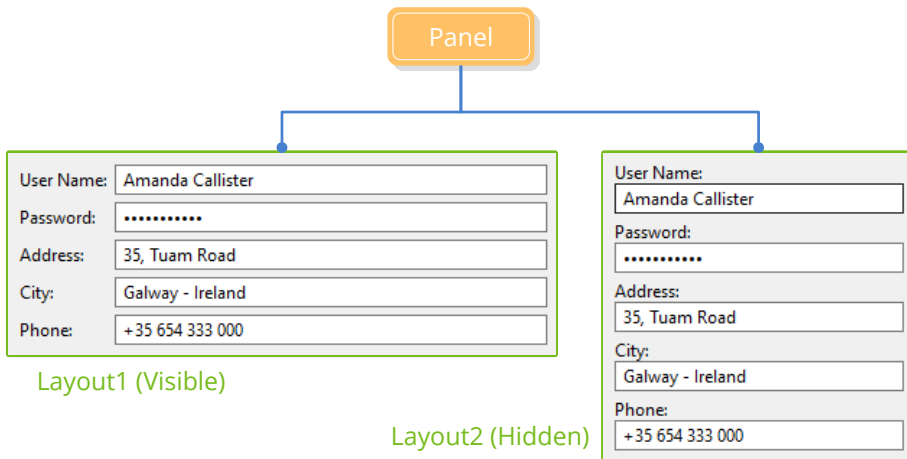 Panel
User Name: Amanda Callister
Password: •••••••••••
Address: 35, Tuam Road
City: Galway - Ireland
Phone: +35 654 333 000
Layout1 (Visible)
User Name:
Amanda Callister
Password:
•••••••••••
Address:
35, Tuam Road
City:
Galway - Ireland
Phone:
+35 654 333 000
Layout2 (Hidden)